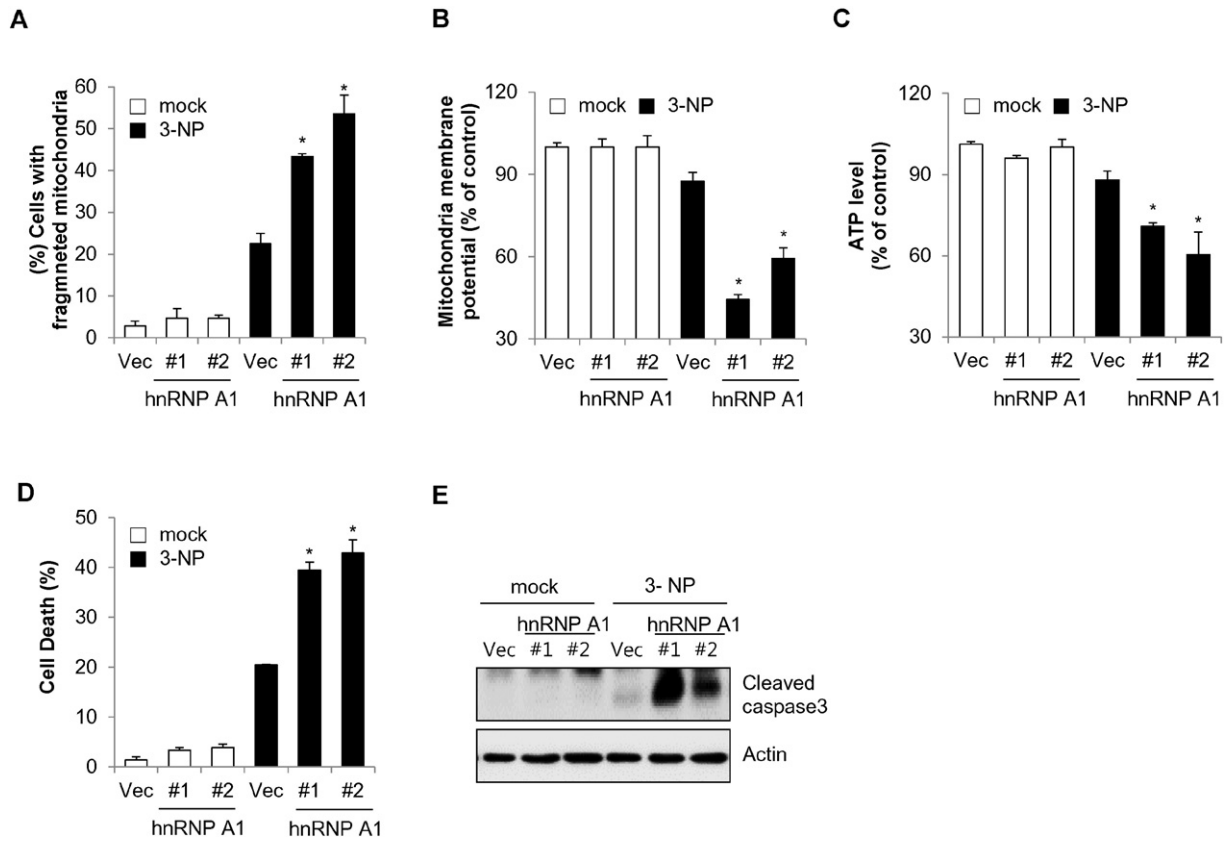 A
(%) Cells with
fragmneted mitochondria
60
50
40
30
20
10
0
mock
3-NP
*
*
Vec #1 #2 Vec #1 #2
hnRNP A1 hnRNP A1
B
Mitochondria membrane
potential (% of control)
120
90
60
30
mock 3-NP
*
*
Vec #1 #2 Vec #1 #2
hnRNP A1 hnRNP A1
C
ATP level
(% of control)
120
90
60
30
mock 3-NP
*
*
Vec #1 #2 Vec #1 #2
hnRNP A1 hnRNP A1
D
Cell Death (%)
50
40
30
20
10
0
mock
3-NP
*
*
Vec #1 #2 Vec #1 #2
hnRNP A1 hnRNP A1
E
mock 3- NP
hnRNP A1 hnRNP A1
Vec #1 #2 Vec #1 #2
Cleaved
caspase3
Actin